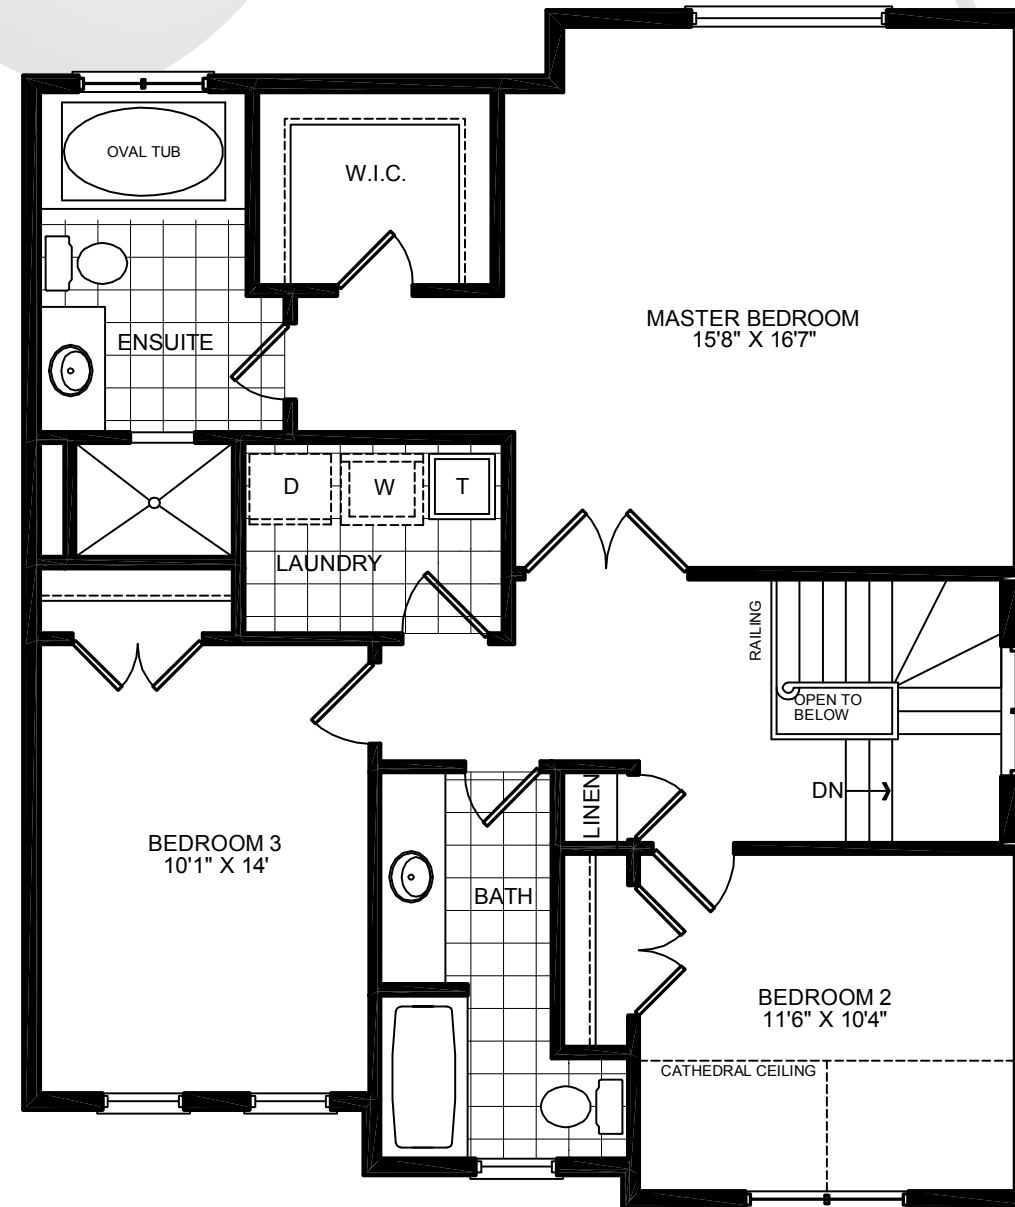 OVAL TUB
W.I.C.
MASTER BEDROOM
15'8" X 16'7"
ENSUITE
D
W
T
LAUNDRY
RAILING
OPEN TO
BELOW
DN
LINEN
BEDROOM 3
10'1" X 14'
BATH
BEDROOM 2
11'6" X 10'4"
CATHEDRAL CEILING